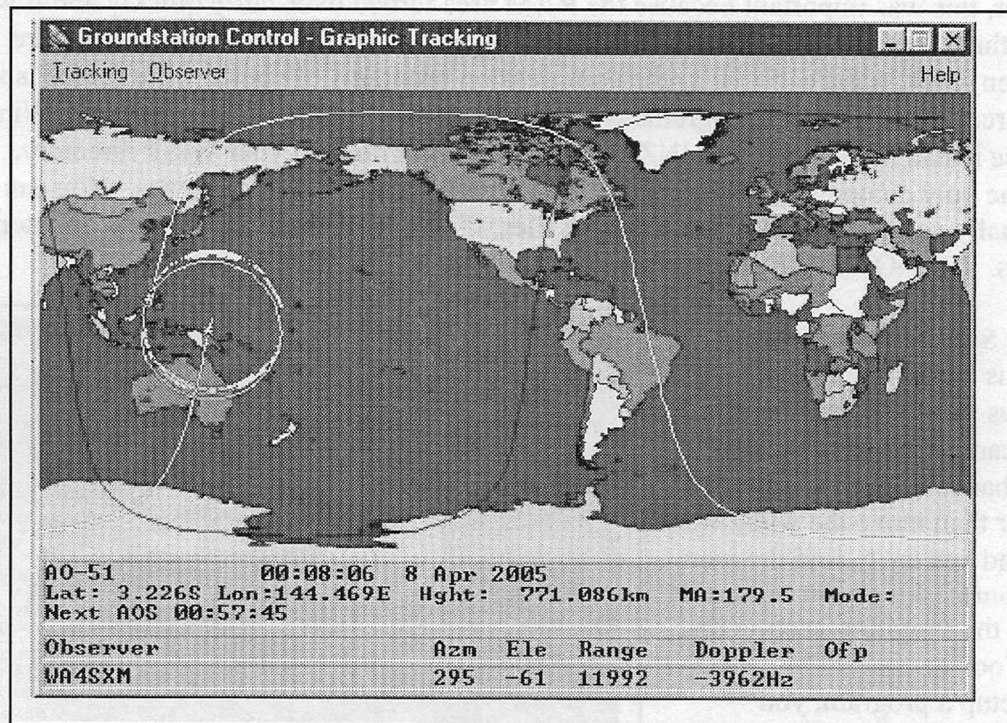 Groundstation Control - Graphic Tracking
Tracking Observer Help
AO-51 00:08:06 8 Apr 2005
Lat: 3.226S Lon:144.469E Hght: 771.086km MA:179.5 Mode:
Next AOS 00:57:45
Observer Azm Ele Range Doppler Ofp
WA4SXM 295 -61 11992 -3962Hz